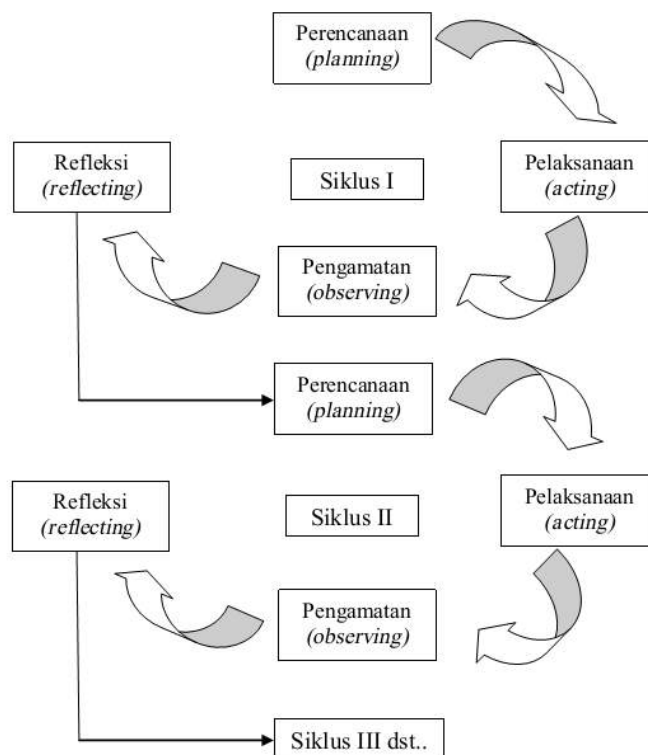 Perencanaan
(planning)
Refleksi
(reflecting)
Siklus I
Pelaksanaan
(acting)
Pengamatan
(observing)
Perencanaan
(planning)
Refleksi
(reflecting)
Siklus II
Pelaksanaan
(acting)
Pengamatan
(observing)
Siklus III dst..